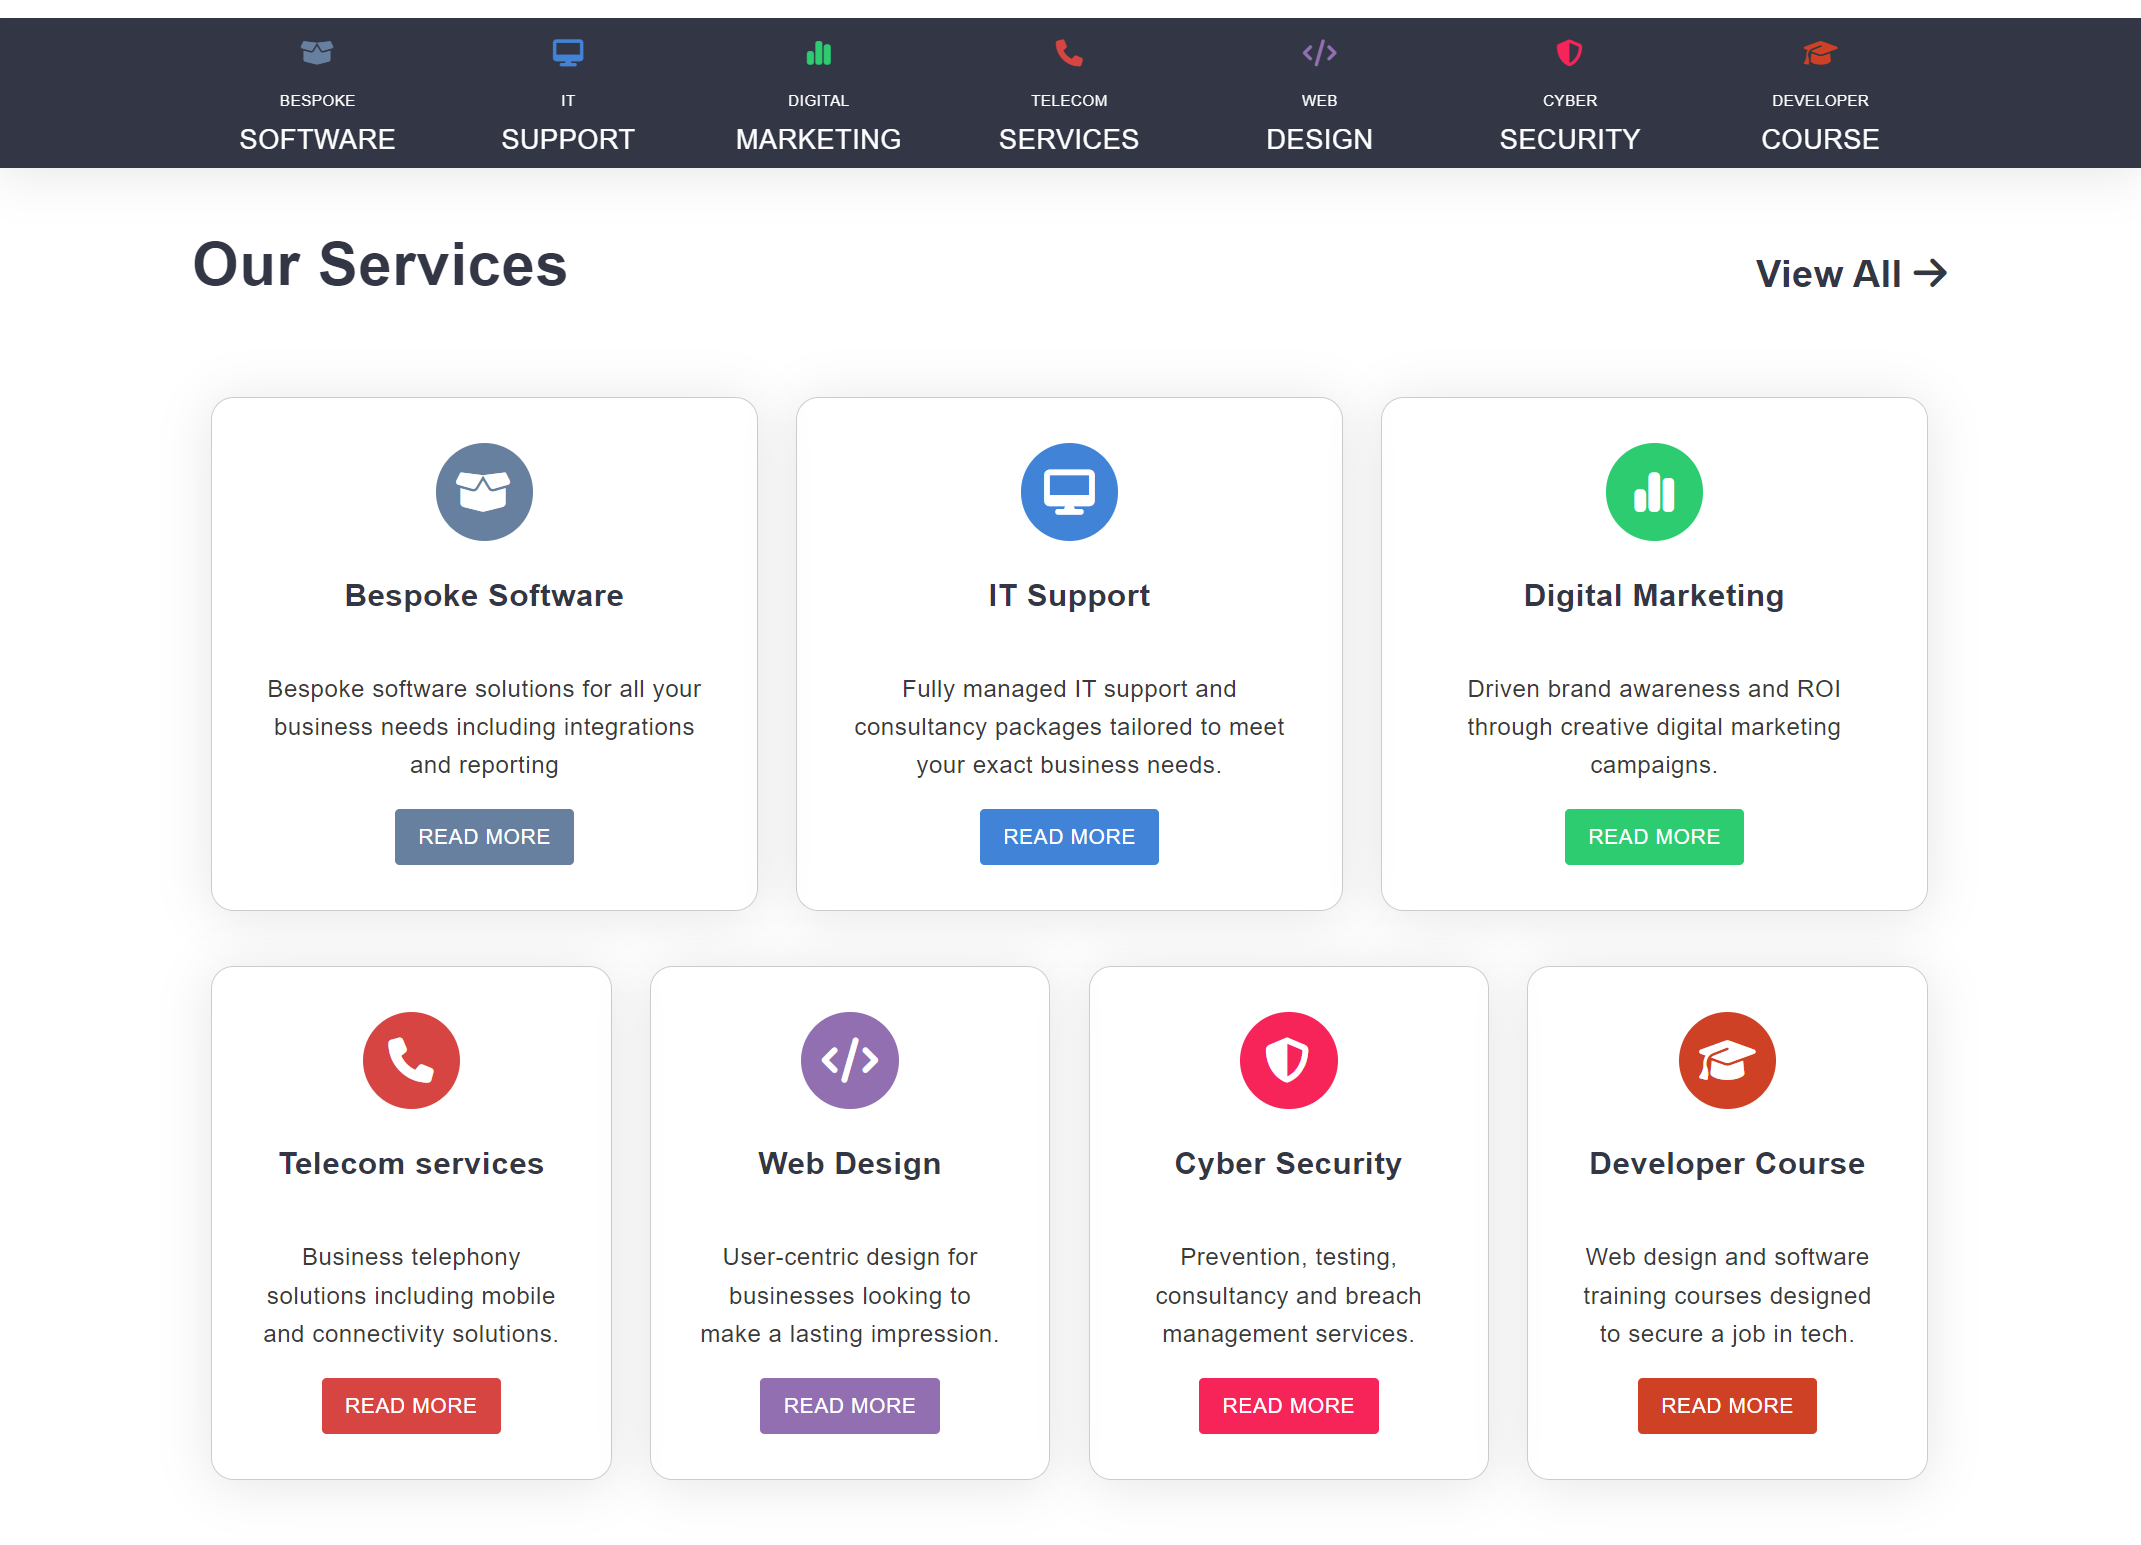 BESPOKE
SOFTWARE
IT
SUPPORT
DIGITAL
MARKETING
TELECOM
SERVICES
WEB
DESIGN
CYBER
SECURITY
DEVELOPER
COURSE
Our Services
View All
Bespoke Software
Bespoke software solutions for all your
business needs including integrations
and reporting
READ MORE
IT Support
Fully managed IT support and
consultancy packages tailored to meet
your exact business needs.
READ MORE
Digital Marketing
Driven brand awareness and ROI
through creative digital marketing
campaigns.
READ MORE
Telecom services
Business telephony
solutions including mobile
and connectivity solutions.
READ MORE
Web Design
User-centric design for
businesses looking to
make a lasting impression.
READ MORE
Cyber Security
Prevention, testing,
consultancy and breach
management services.
READ MORE
Developer Course
Web design and software
training courses designed
to secure a job in tech.
READ MORE